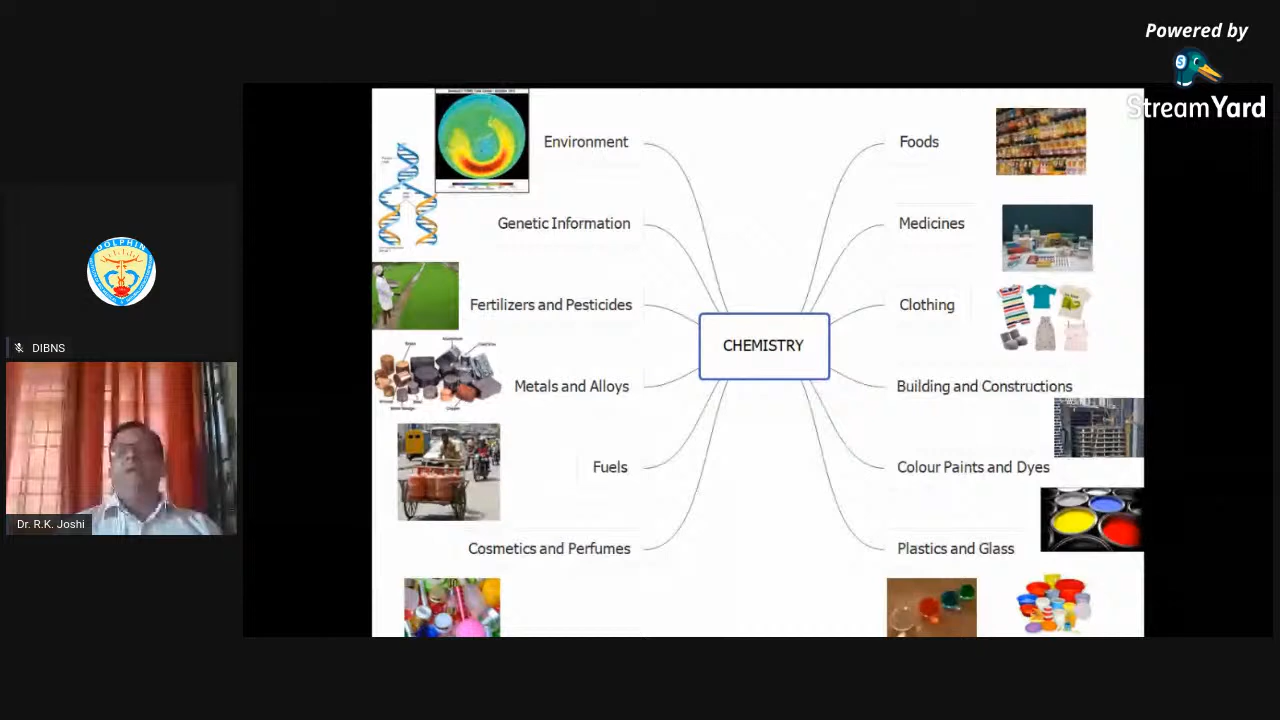 Powered by
StreamYard
DOLPHIN
DIBNS
Dr. R.K. Joshi
CHEMISTRY
Environment
Genetic Information
Fertilizers and Pesticides
Metals and Alloys
Fuels
Cosmetics and Perfumes
Foods
Medicines
Clothing
Building and Constructions
Colour Paints and Dyes
Plastics and Glass